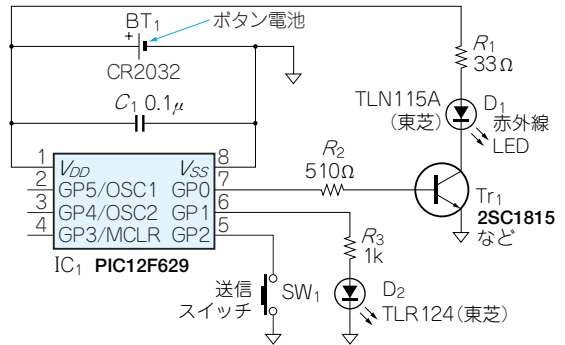 BT1
ボタン電池
+
CR2032
C1 0.1μ
R1
33Ω
TLN115A
(東芝)
D1
赤外線
LED
R2
510Ω
Tr1
2SC1815
など
1 VDD VSS 8
2 GP5/OSC1 GP0 7
3 GP4/OSC2 GP1 6
4 GP3/MCLR GP2 5
IC1 PIC12F629
R3
1k
送信
スイッチ
SW1
D2
TLR124(東芝)